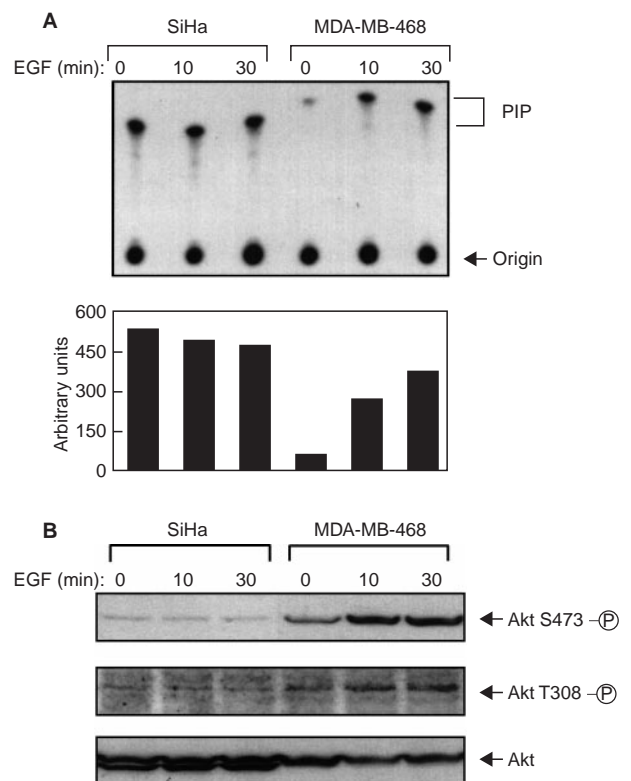 A
SiHa MDA-MB-468
EGF (min): 0 10 30 0 10 30
PIP
Origin
600
450
300
150
0
Arbitrary units
B
SiHa MDA-MB-468
EGF (min): 0 10 30 0 10 30
Akt S473 –Ⓟ
Akt T308 –Ⓟ
Akt